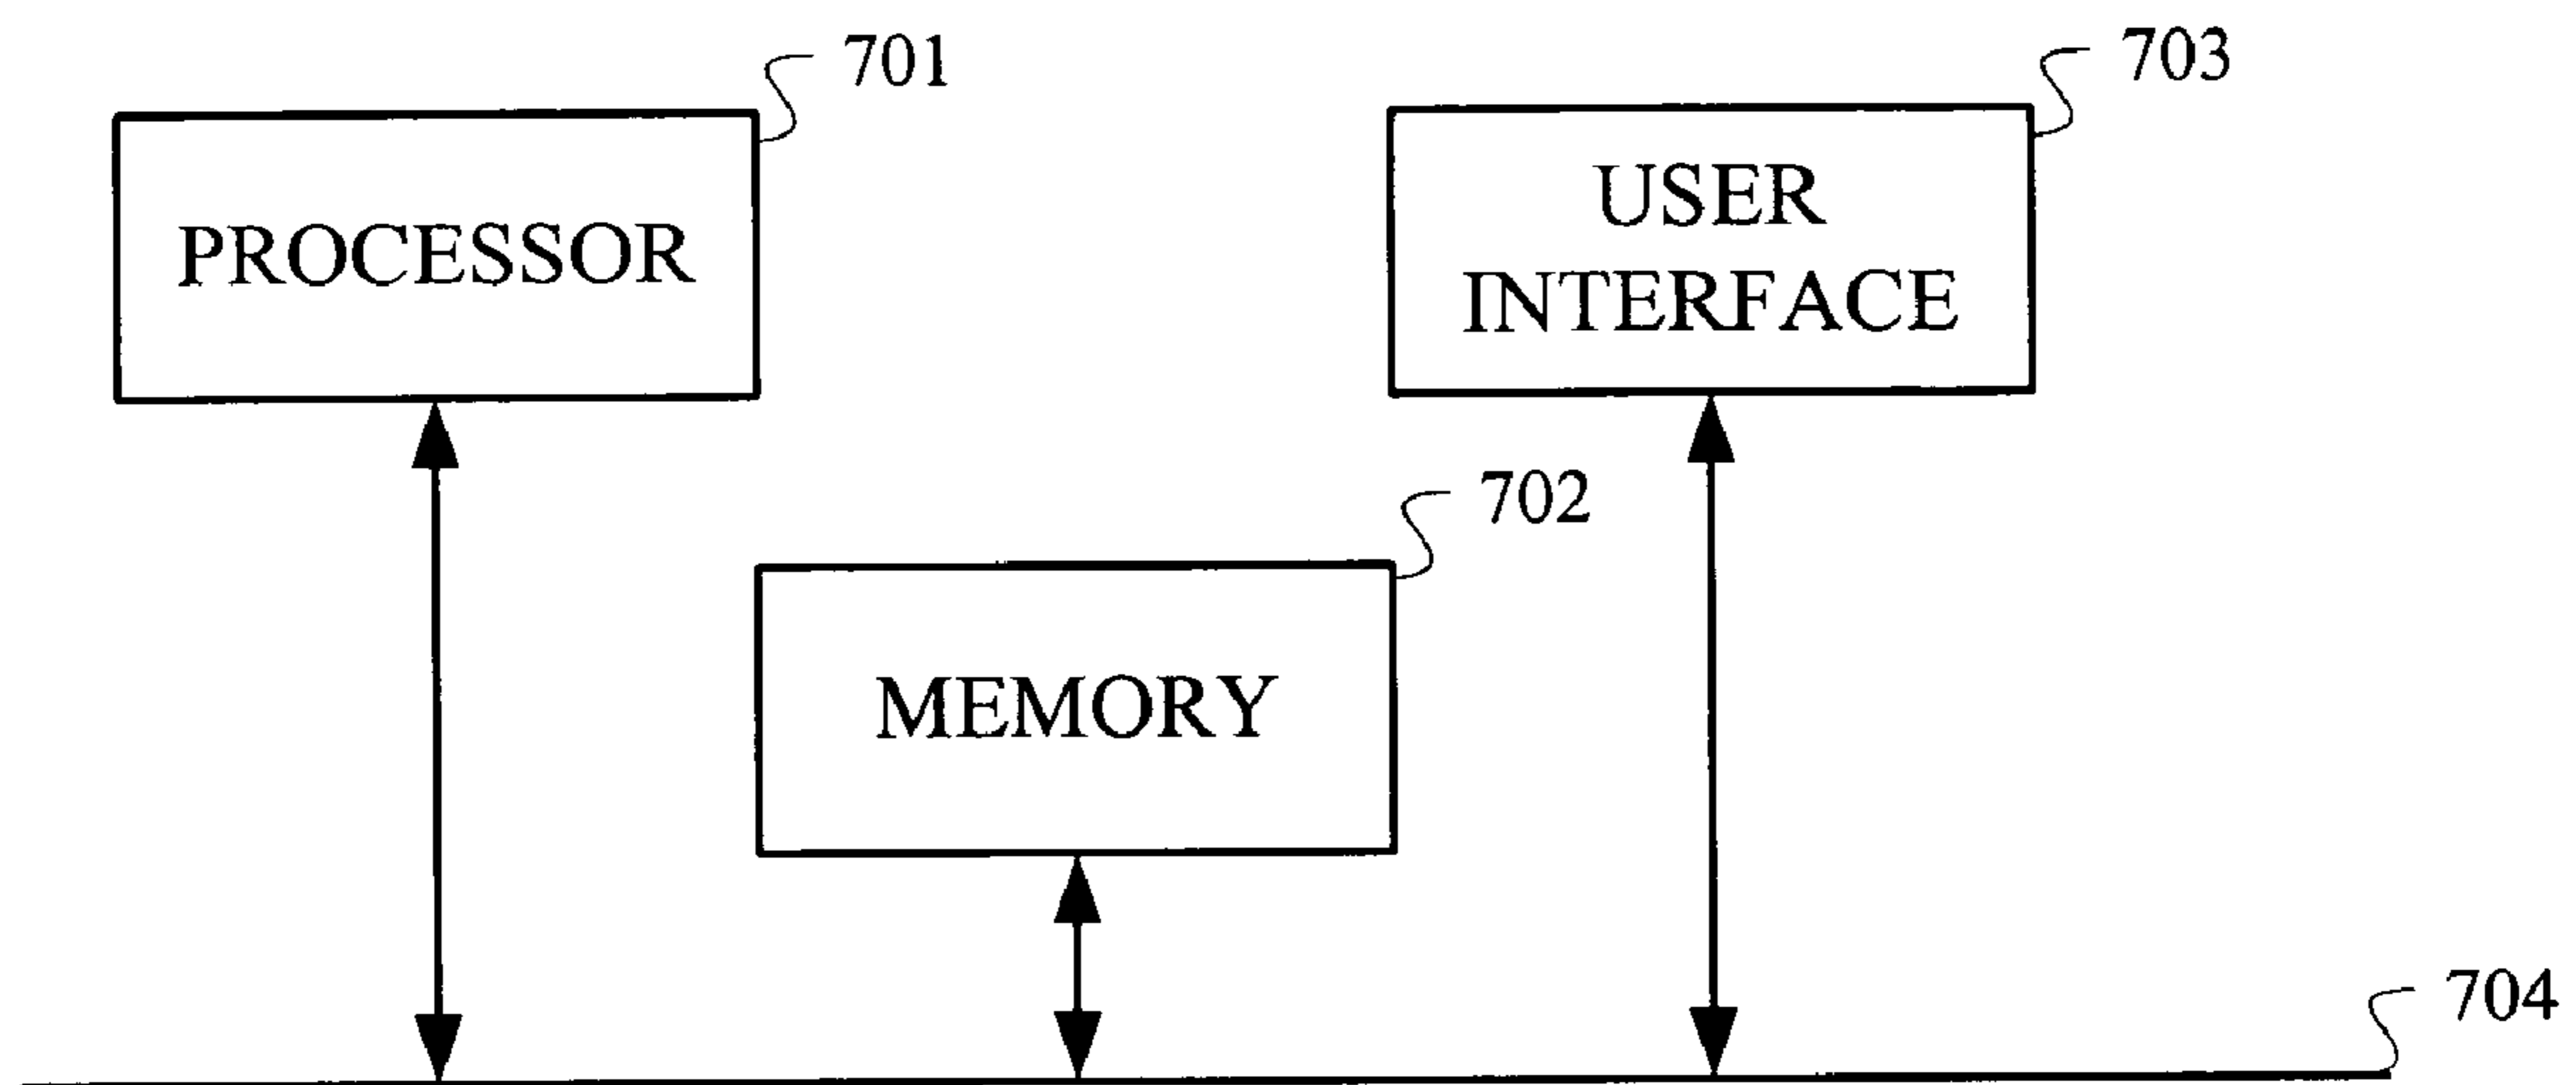 701
703
PROCESSOR
USER
INTERFACE
702
MEMORY
704